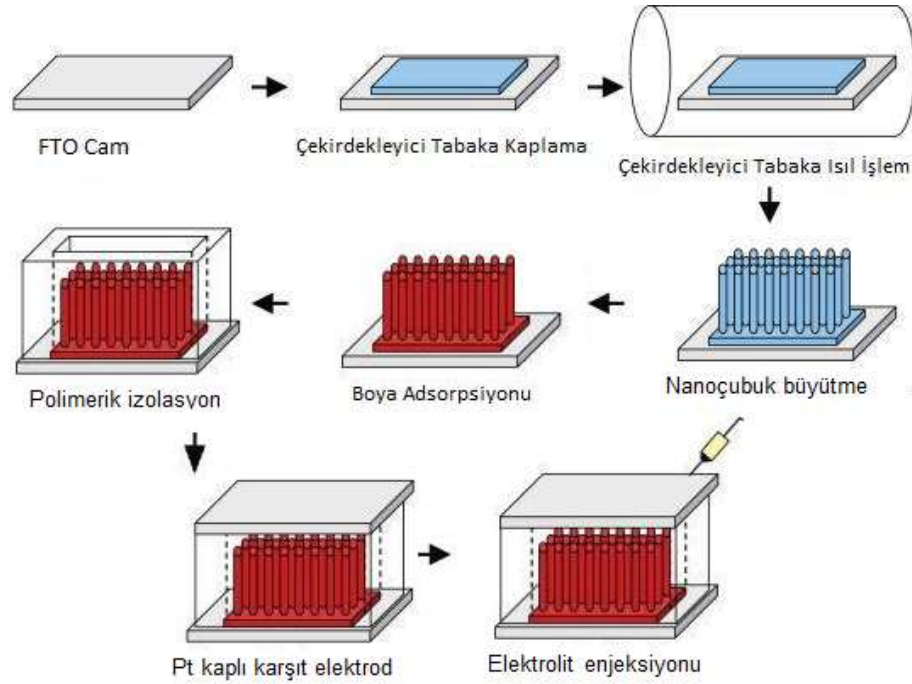 FTO Cam
Çekirdekleyici Tabaka Kaplama
Çekirdekleyici Tabaka Isıl İşlem
Nanoçubuk büyütme
Boya Adsorpsiyonu
Polimerik izolasyon
Pt kaplı karşıt elektrod
Elektrolit enjeksiyonu